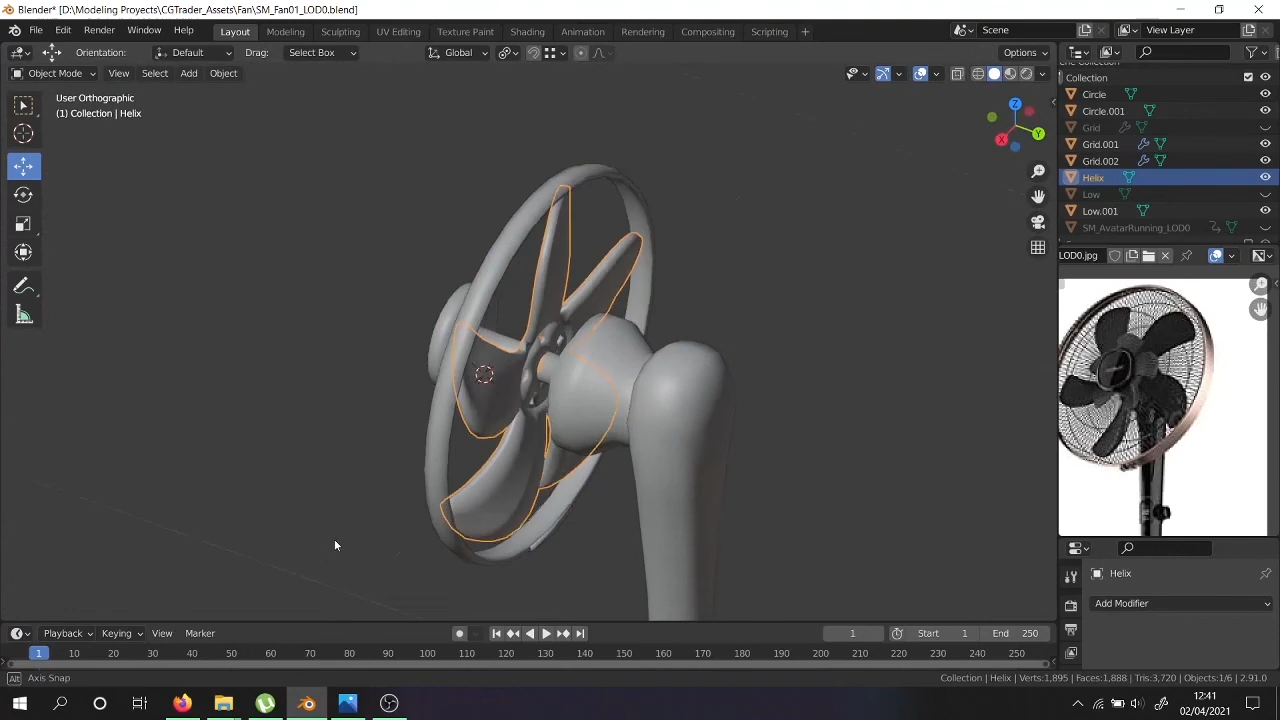 Blender* [D:\Modeling Projects\CGTrader_Assets\Fan\SM_Fan01_LOD0.blend]
File Edit Render Window Help Layout Modeling Sculpting UV Editing Texture Paint Shading Animation Rendering Compositing Scripting + Scene View Layer
Orientation: Default Drag: Select Box Global Options
Object Mode View Select Add Object
User Orthographic
(1) Collection | Helix
Z
Y
X
Collection
Circle
Circle.001
Grid
Grid.001
Grid.002
Helix
Low
Low.001
SM_AvatarRunning_LOD0
LOD0.jpg
Helix
Add Modifier
Playback Keying View Marker 1 Start 1 End 250
1 10 20 30 40 50 60 70 80 90 100 110 120 130 140 150 160 170 180 190 200 210 220 230 240 250
Alt Axis Snap Collection | Helix | Verts:1,895 | Faces:1,888 | Tris:3,720 | Objects:1/6 | 2.91.0
12:41
02/04/2021